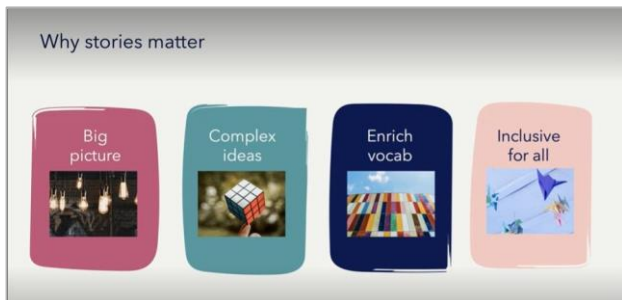 Why stories matter
Big
picture
Complex
ideas
Enrich
vocab
Inclusive
for all